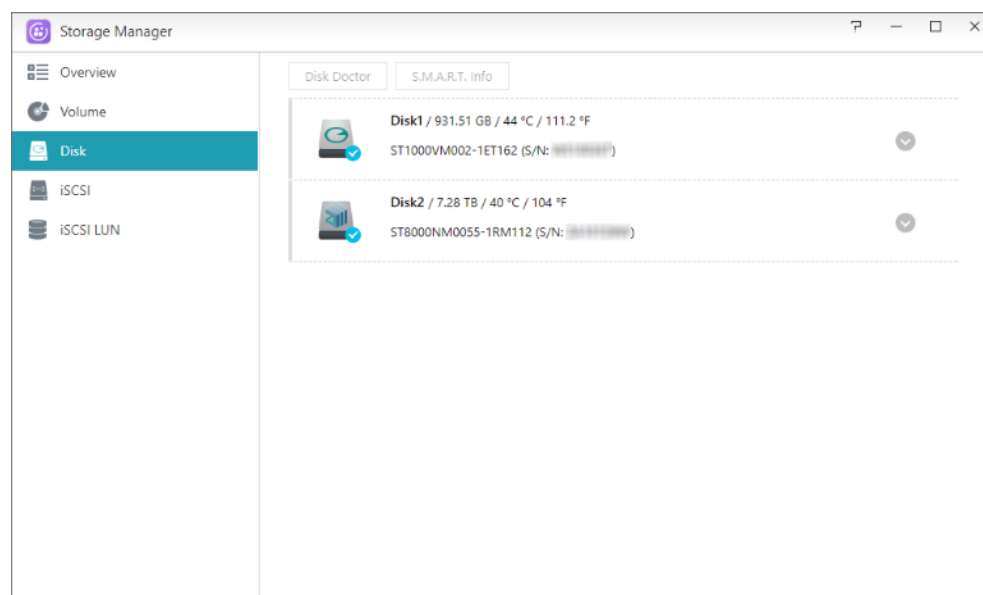 Storage Manager
Overview
Volume
Disk
iSCSI
iSCSI LUN
Disk Doctor S.M.A.R.T. Info
Disk1 / 931.51 GB / 44 °C / 111.2 °F
ST1000VM002-1ET162 (S/N: )
Disk2 / 7.28 TB / 40 °C / 104 °F
ST8000NM0055-1RM112 (S/N: )